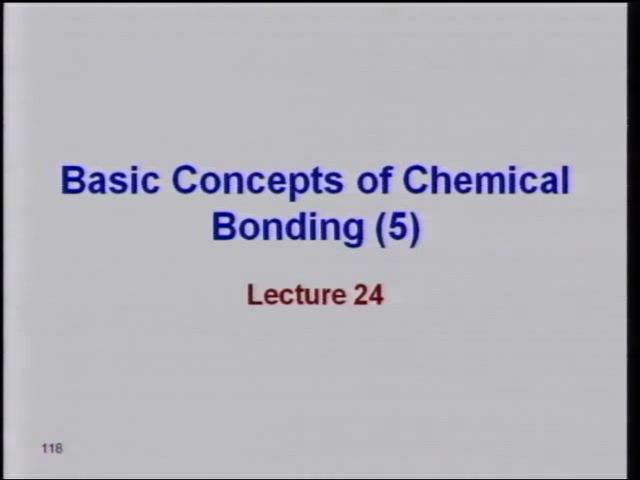 Basic Concepts of Chemical
Bonding (5)
Lecture 24
118